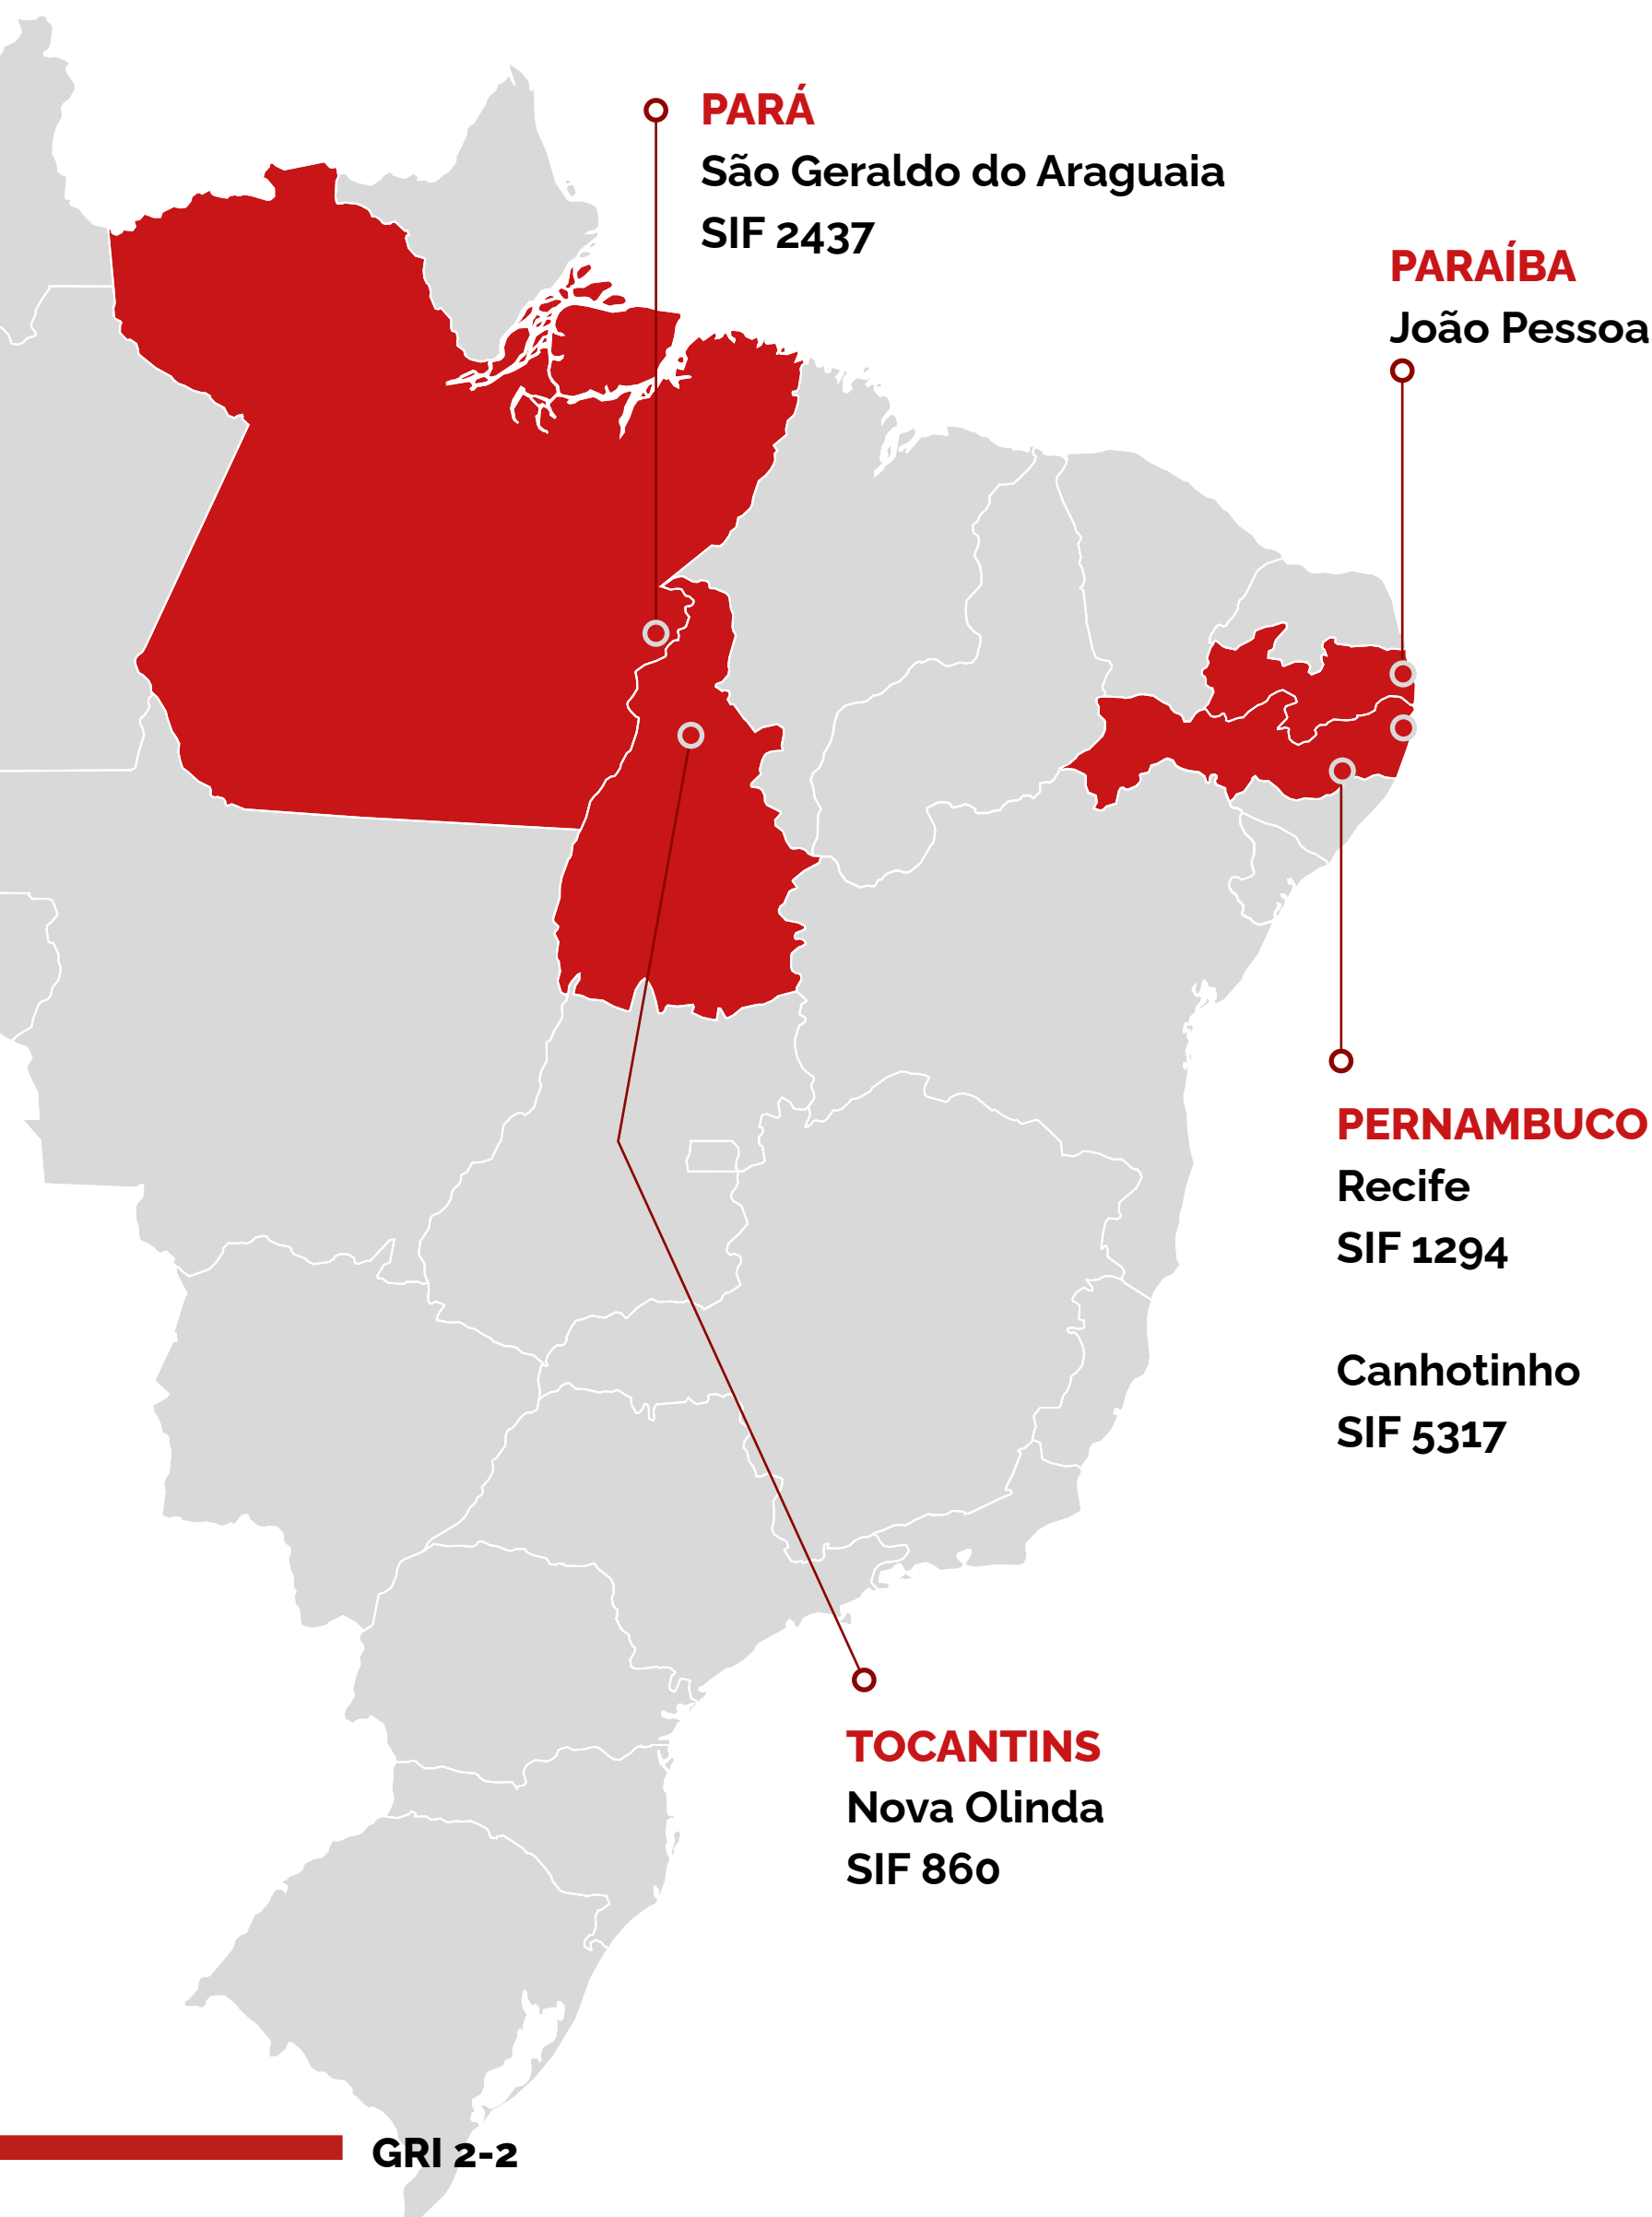 PARÁ
São Geraldo do Araguaia
SIF 2437
PARAÍBA
João Pessoa
PERNAMBUCO
Recife
SIF 1294
Canhotinho
SIF 5317
TOCANTINS
Nova Olinda
SIF 860
GRI 2-2